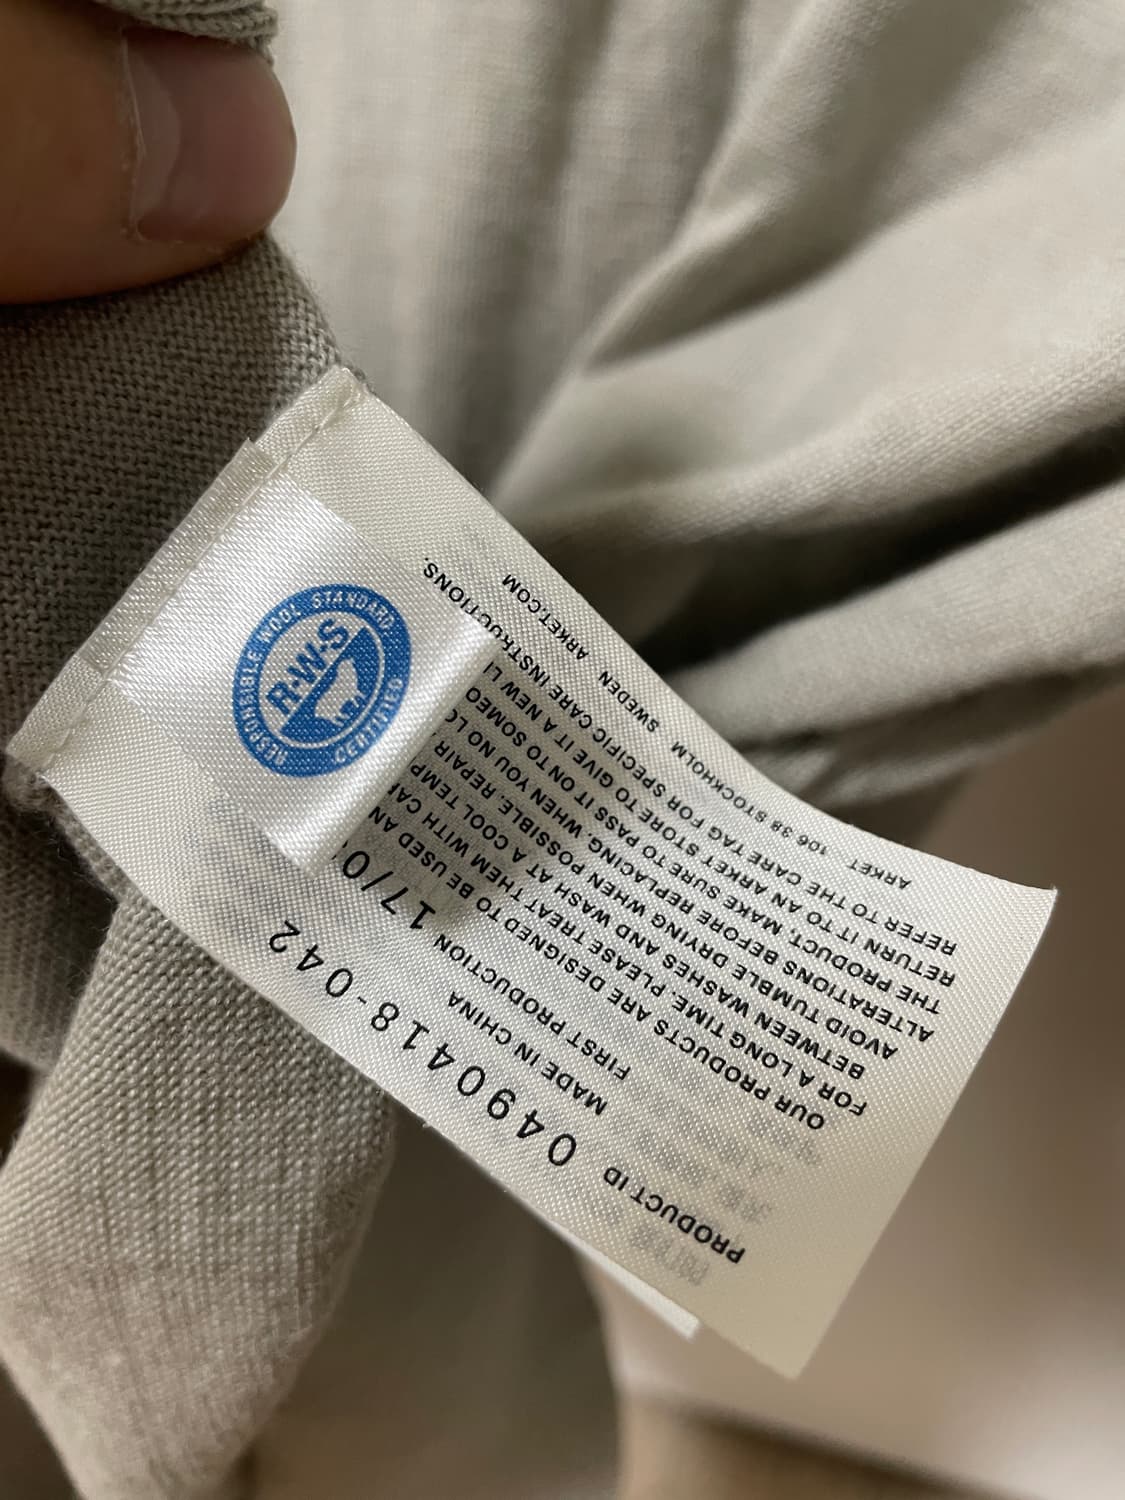 RESPONSIBLE WOOL STANDARD
R·W·S
CERTIFIED
PRODUCT ID 0490418-042
MADE IN CHINA
FIRST PRODUCTION 17/0
OUR PRODUCTS ARE DESIGNED TO BE USED AN
FOR A LONG TIME. PLEASE TREAT THEM WITH CA
BETWEEN WASHES AND WASH AT A COOL TEMP
AVOID TUMBLE DRYING WHEN POSSIBLE. REPAIR
ALTERATIONS BEFORE REPLACING. WHEN YOU NO LO
THE PRODUCT, MAKE SURE TO PASS IT ON TO SOMEO
RETURN IT TO AN ARKET STORE TO GIVE IT A NEW LI
REFER TO THE CARE TAG FOR SPECIFIC CARE INSTRUCTIONS.
ARKET 106 38 STOCKHOLM SWEDEN ARKET.COM